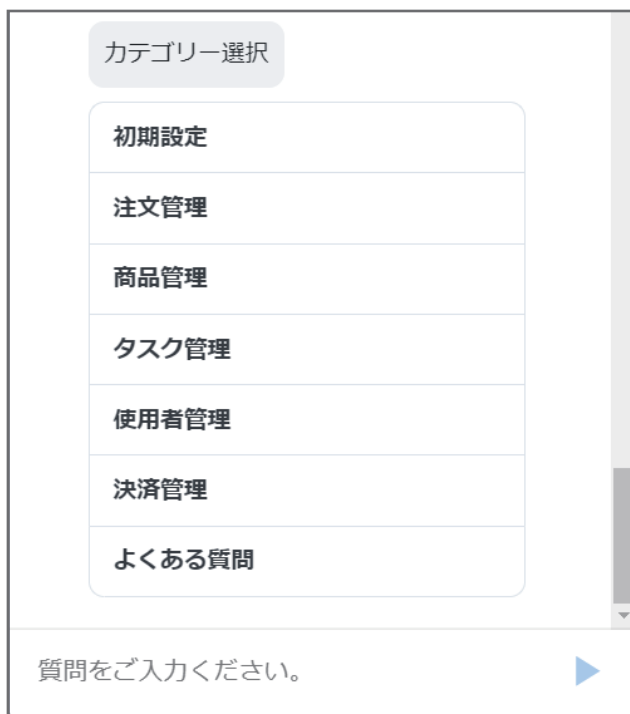 カテゴリー選択
初期設定
注文管理
商品管理
タスク管理
使用者管理
決済管理
よくある質問
質問をご入力ください。